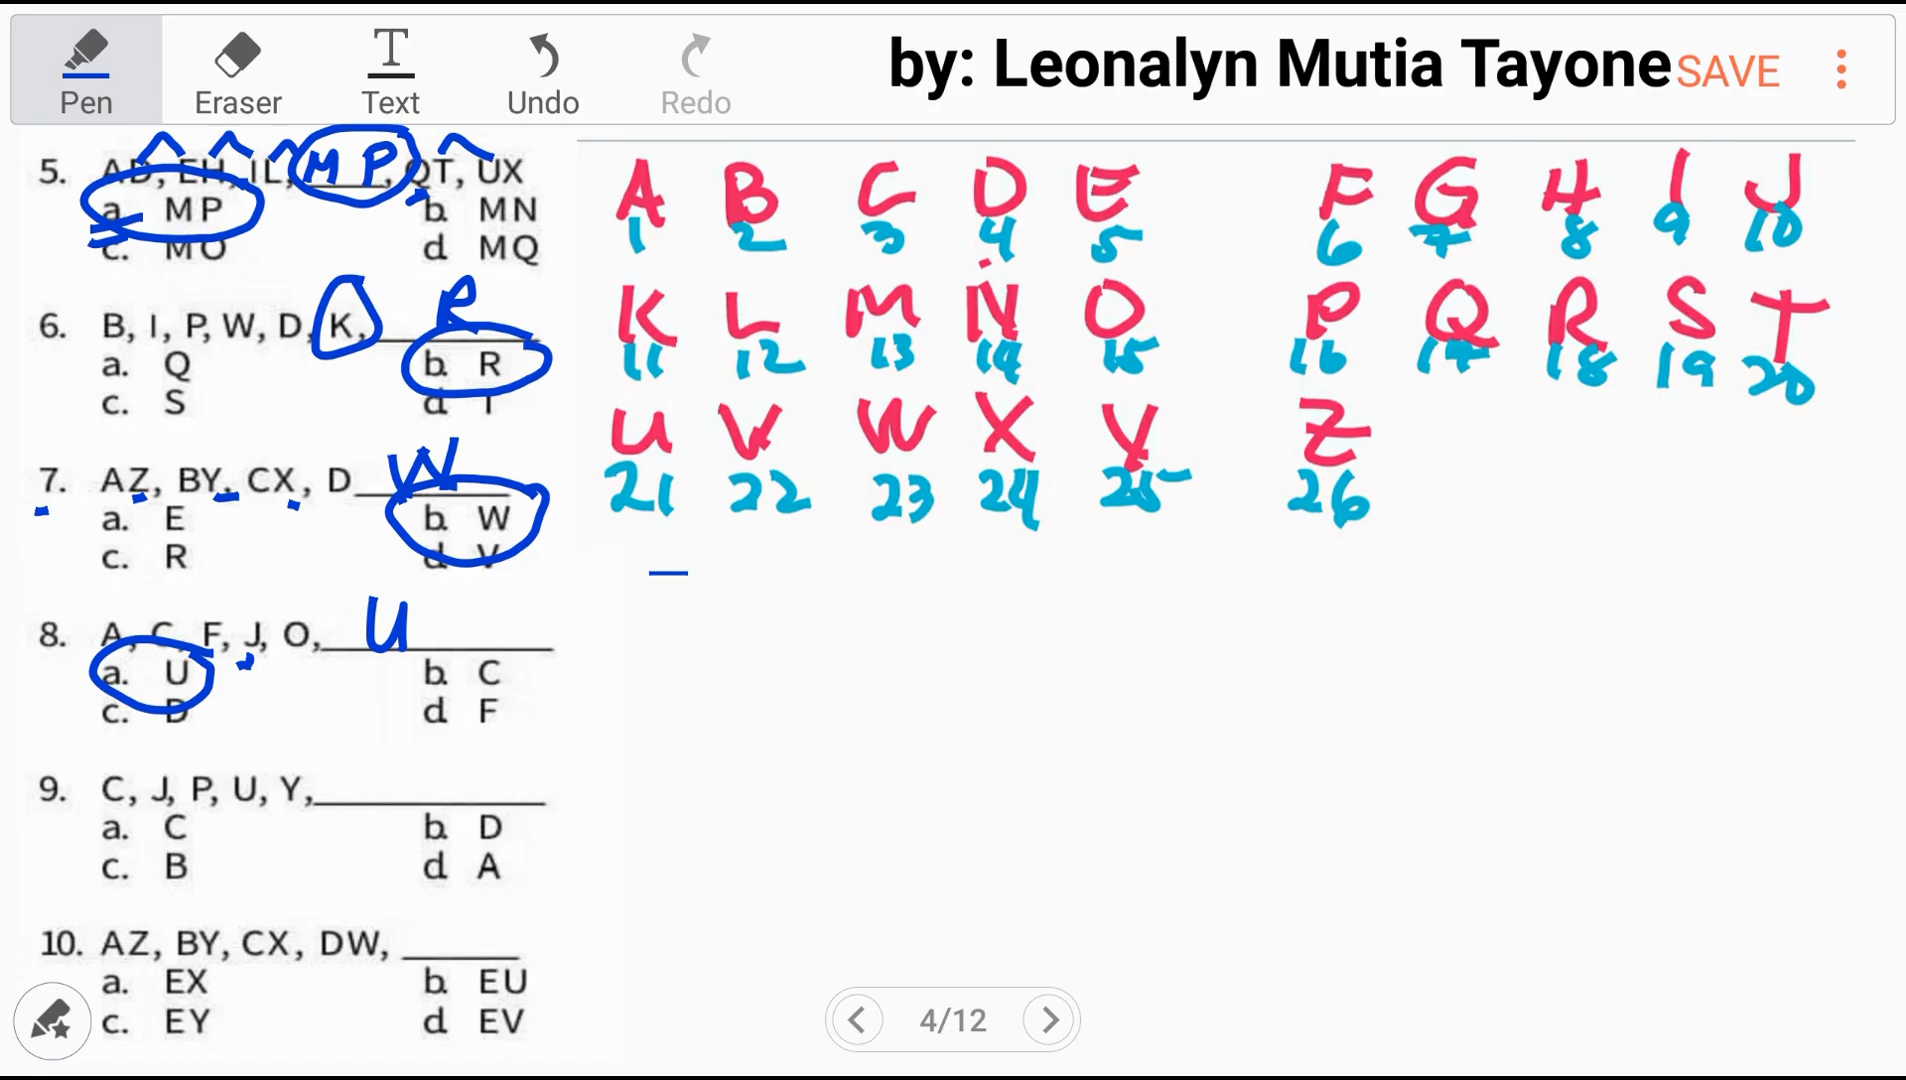 by: Leonalyn Mutia Tayone
SAVE
Pen Eraser Text Undo Redo
5. AD, EH, IL, M P, QT, UX
a. MP b. MN
c. MO d MQ
6. B, I, P, W, D, K, R
a. Q b. R
c. S d T
7. AZ, BY, CX, D W
a. E b. W
c. R d V
8. A, C, F, J, O, U
a. U b. C
c. D d F
9. C, J, P, U, Y,
a. C b. D
c. B d A
10. AZ, BY, CX, DW,
a. EX b. EU
c. EY d EV
A B C D E F G H I J
1 2 3 4 5 6 7 8 9 10
K L M N O P Q R S T
11 12 13 14 15 16 17 18 19 20
U V W X Y Z
21 22 23 24 25 26
4/12